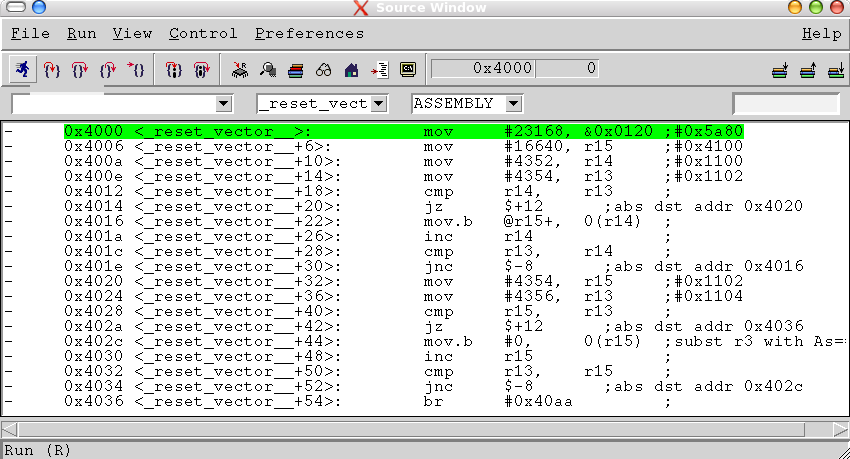 Source Window
File Run View Control Preferences Help
0x4000 0
_reset_vect ASSEMBLY
- 0x4000 <_reset_vector__>: mov #23168, &0x0120 ;#0x5a80
- 0x4006 <_reset_vector__+6>: mov #16640, r15 ;#0x4100
- 0x400a <_reset_vector__+10>: mov #4352, r14 ;#0x1100
- 0x400e <_reset_vector__+14>: mov #4354, r13 ;#0x1102
- 0x4012 <_reset_vector__+18>: cmp r14, r13 ;
- 0x4014 <_reset_vector__+20>: jz $+12 ;abs dst addr 0x4020
- 0x4016 <_reset_vector__+22>: mov.b @r15+, 0(r14) ;
- 0x401a <_reset_vector__+26>: inc r14 ;
- 0x401c <_reset_vector__+28>: cmp r13, r14 ;
- 0x401e <_reset_vector__+30>: jnc $-8 ;abs dst addr 0x4016
- 0x4020 <_reset_vector__+32>: mov #4354, r15 ;#0x1102
- 0x4024 <_reset_vector__+36>: mov #4356, r13 ;#0x1104
- 0x4028 <_reset_vector__+40>: cmp r15, r13 ;
- 0x402a <_reset_vector__+42>: jz $+12 ;abs dst addr 0x4036
- 0x402c <_reset_vector__+44>: mov.b #0, 0(r15) ;subst r3 with As==
- 0x4030 <_reset_vector__+48>: inc r15 ;
- 0x4032 <_reset_vector__+50>: cmp r13, r15 ;
- 0x4034 <_reset_vector__+52>: jnc $-8 ;abs dst addr 0x402c
- 0x4036 <_reset_vector__+54>: br #0x40aa ;
Run (R)